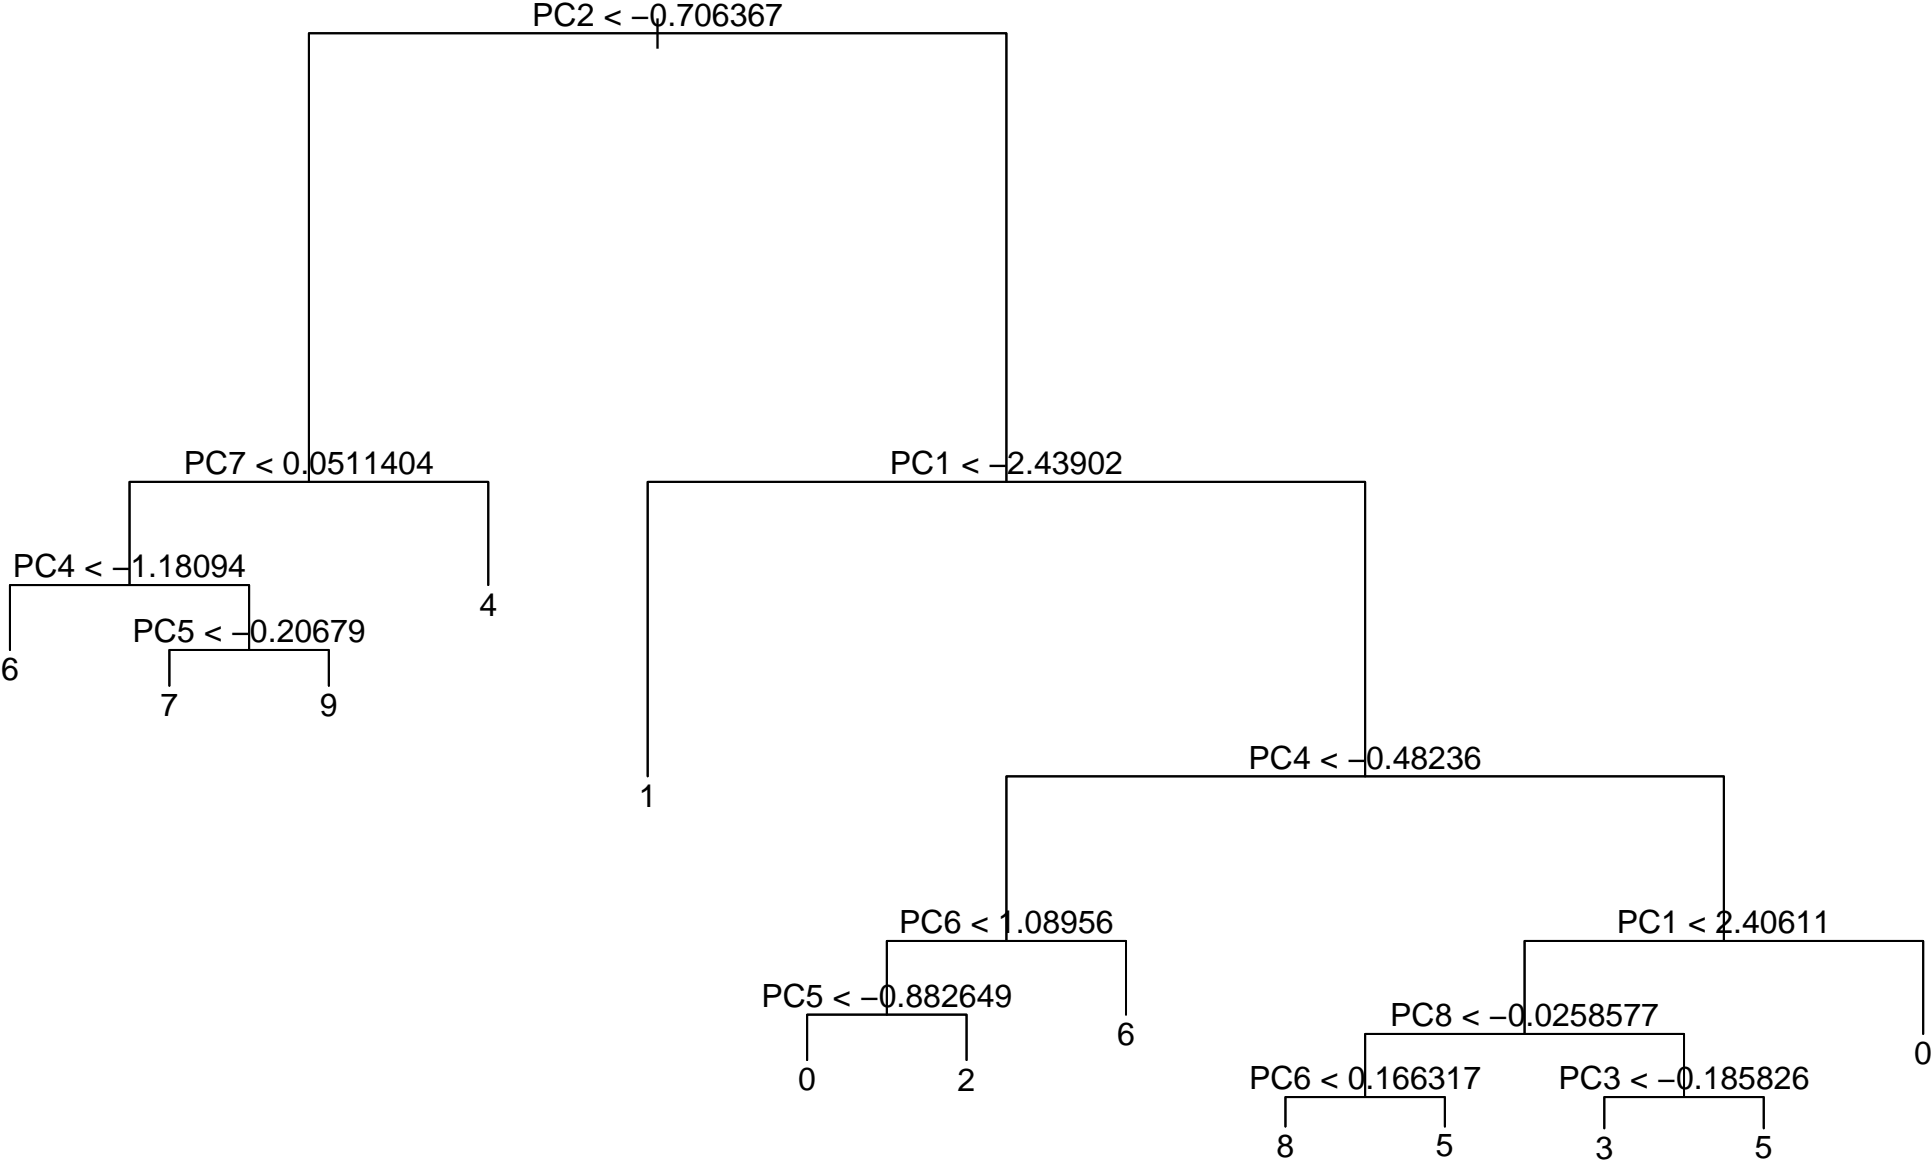 PC2 < −0.706367
PC7 < 0.0511404
PC1 < −2.43902
PC4 < −1.18094
4
PC5 < −0.20679
6
7
9
PC4 < −0.48236
1
PC6 < 1.08956
PC1 < 2.40611
PC5 < −0.882649
6
PC8 < −0.0258577
0
0
2
PC6 < 0.166317
PC3 < −0.185826
8
5
3
5